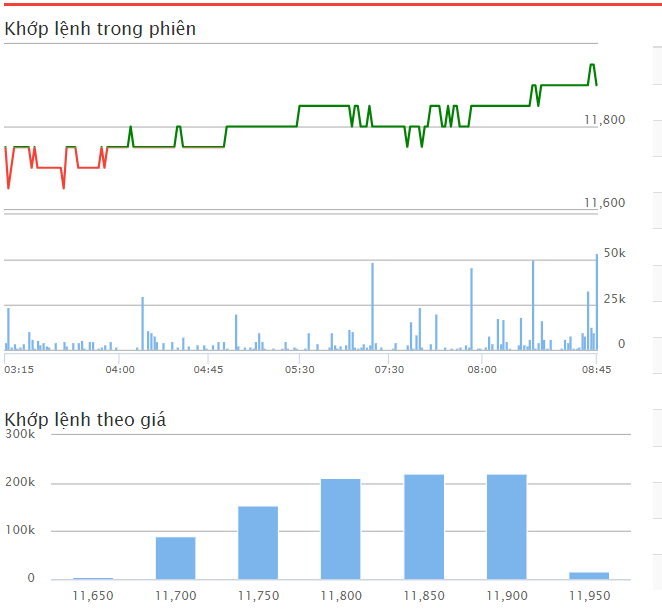 Khớp lệnh trong phiên
11,800
11,600
50k
25k
0
03:15 04:00 04:45 05:30 07:30 08:00 08:45
Khớp lệnh theo giá
300k
200k
100k
0
11,650 11,700 11,750 11,800 11,850 11,900 11,950